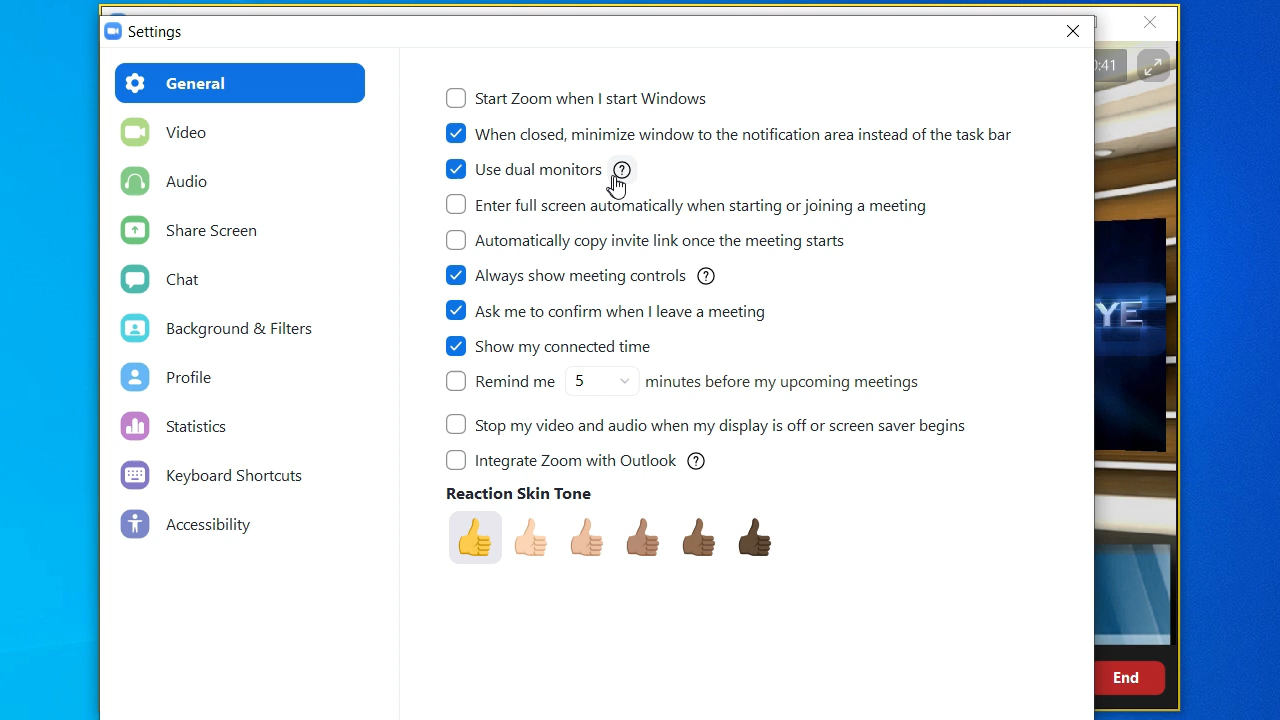 Settings
:41
General
Video
Audio
Share Screen
Chat
Background & Filters
Profile
Statistics
Keyboard Shortcuts
Accessibility
Start Zoom when I start Windows
When closed, minimize window to the notification area instead of the task bar
Use dual monitors ?
Enter full screen automatically when starting or joining a meeting
Automatically copy invite link once the meeting starts
Always show meeting controls ?
Ask me to confirm when I leave a meeting
Show my connected time
Remind me 5 minutes before my upcoming meetings
Stop my video and audio when my display is off or screen saver begins
Integrate Zoom with Outlook ?
Reaction Skin Tone
YE
End